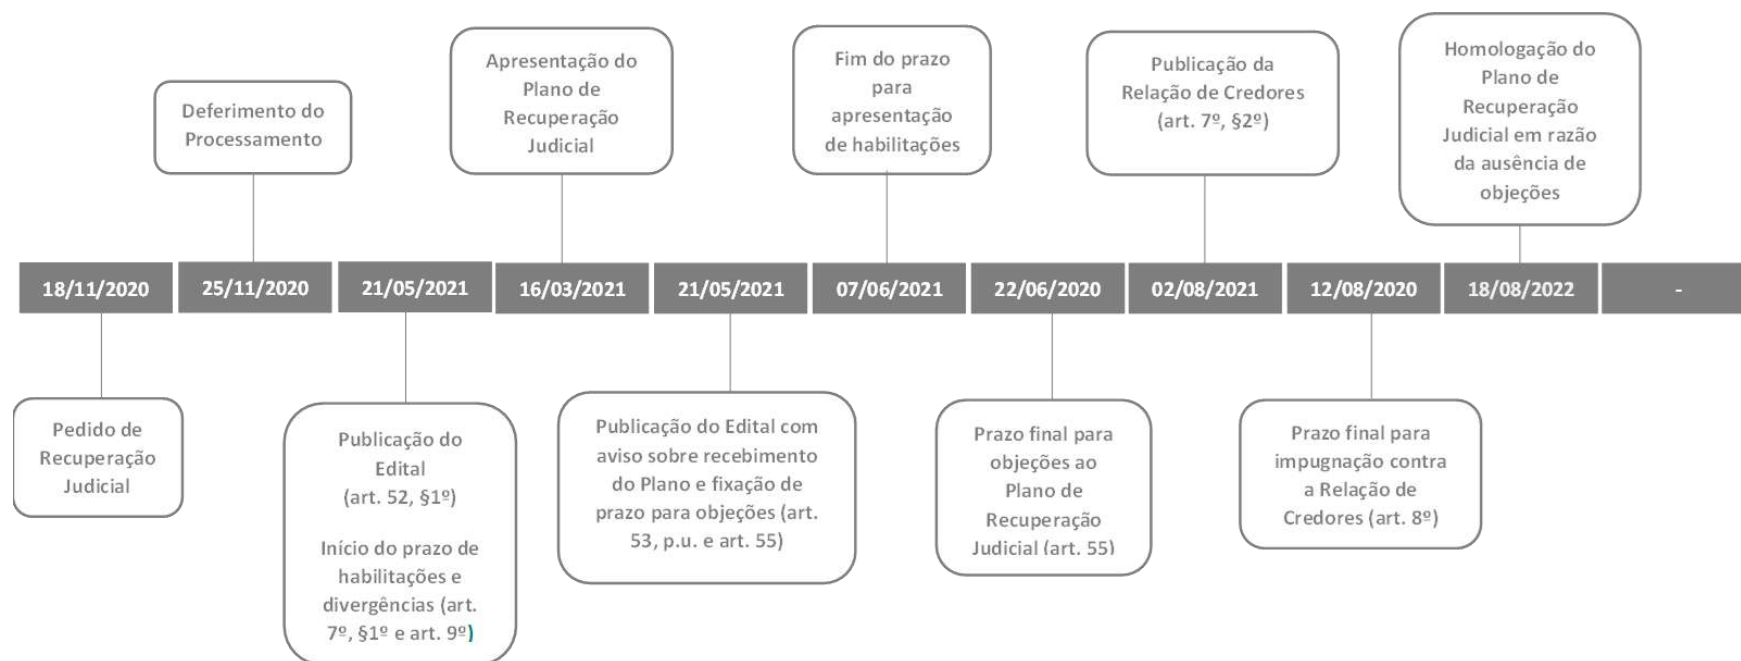 Deferimento do
Processamento
Apresentação do
Plano de
Recuperação
Judicial
Fim do prazo
para
apresentação
de habilitações
Publicação da
Relação de Credores
(art. 7º, §2º)
Homologação do
Plano de
Recuperação
Judicial em razão
da ausência de
objeções
18/11/2020
25/11/2020
21/05/2021
16/03/2021
21/05/2021
07/06/2021
22/06/2020
02/08/2021
12/08/2020
18/08/2022
-
Pedido de
Recuperação
Judicial
Publicação do
Edital
(art. 52, §1º)
Início do prazo de
habilitações e
divergências (art.
7º, §1º e art. 9º)
Publicação do Edital com
aviso sobre recebimento
do Plano e fixação de
prazo para objeções (art.
53, p.u. e art. 55)
Prazo final para
objeções ao
Plano de
Recuperação
Judicial (art. 55)
Prazo final para
impugnação contra
a Relação de
Credores (art. 8º)